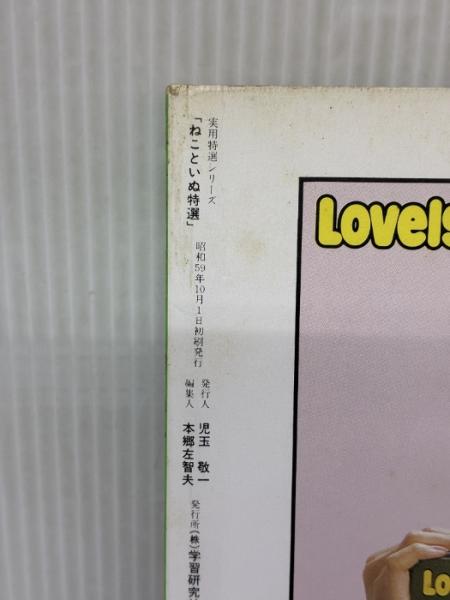 実用特選シリーズ
「ねこといぬ特選」
昭和59年10月1日初刷発行
発行人 児玉 敬一
編集人 本郷左智夫
発行所(株)学習研究
Lovels
Lo